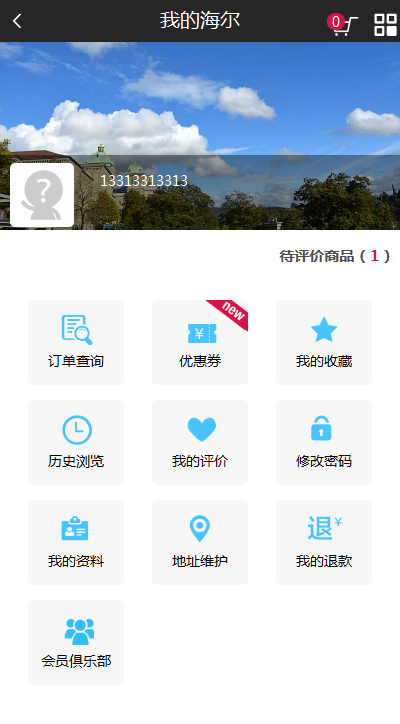 我的海尔
0
13313313313
待评价商品（1）
new
订单查询
优惠券
我的收藏
历史浏览
我的评价
修改密码
退¥
我的资料
地址维护
我的退款
会员俱乐部